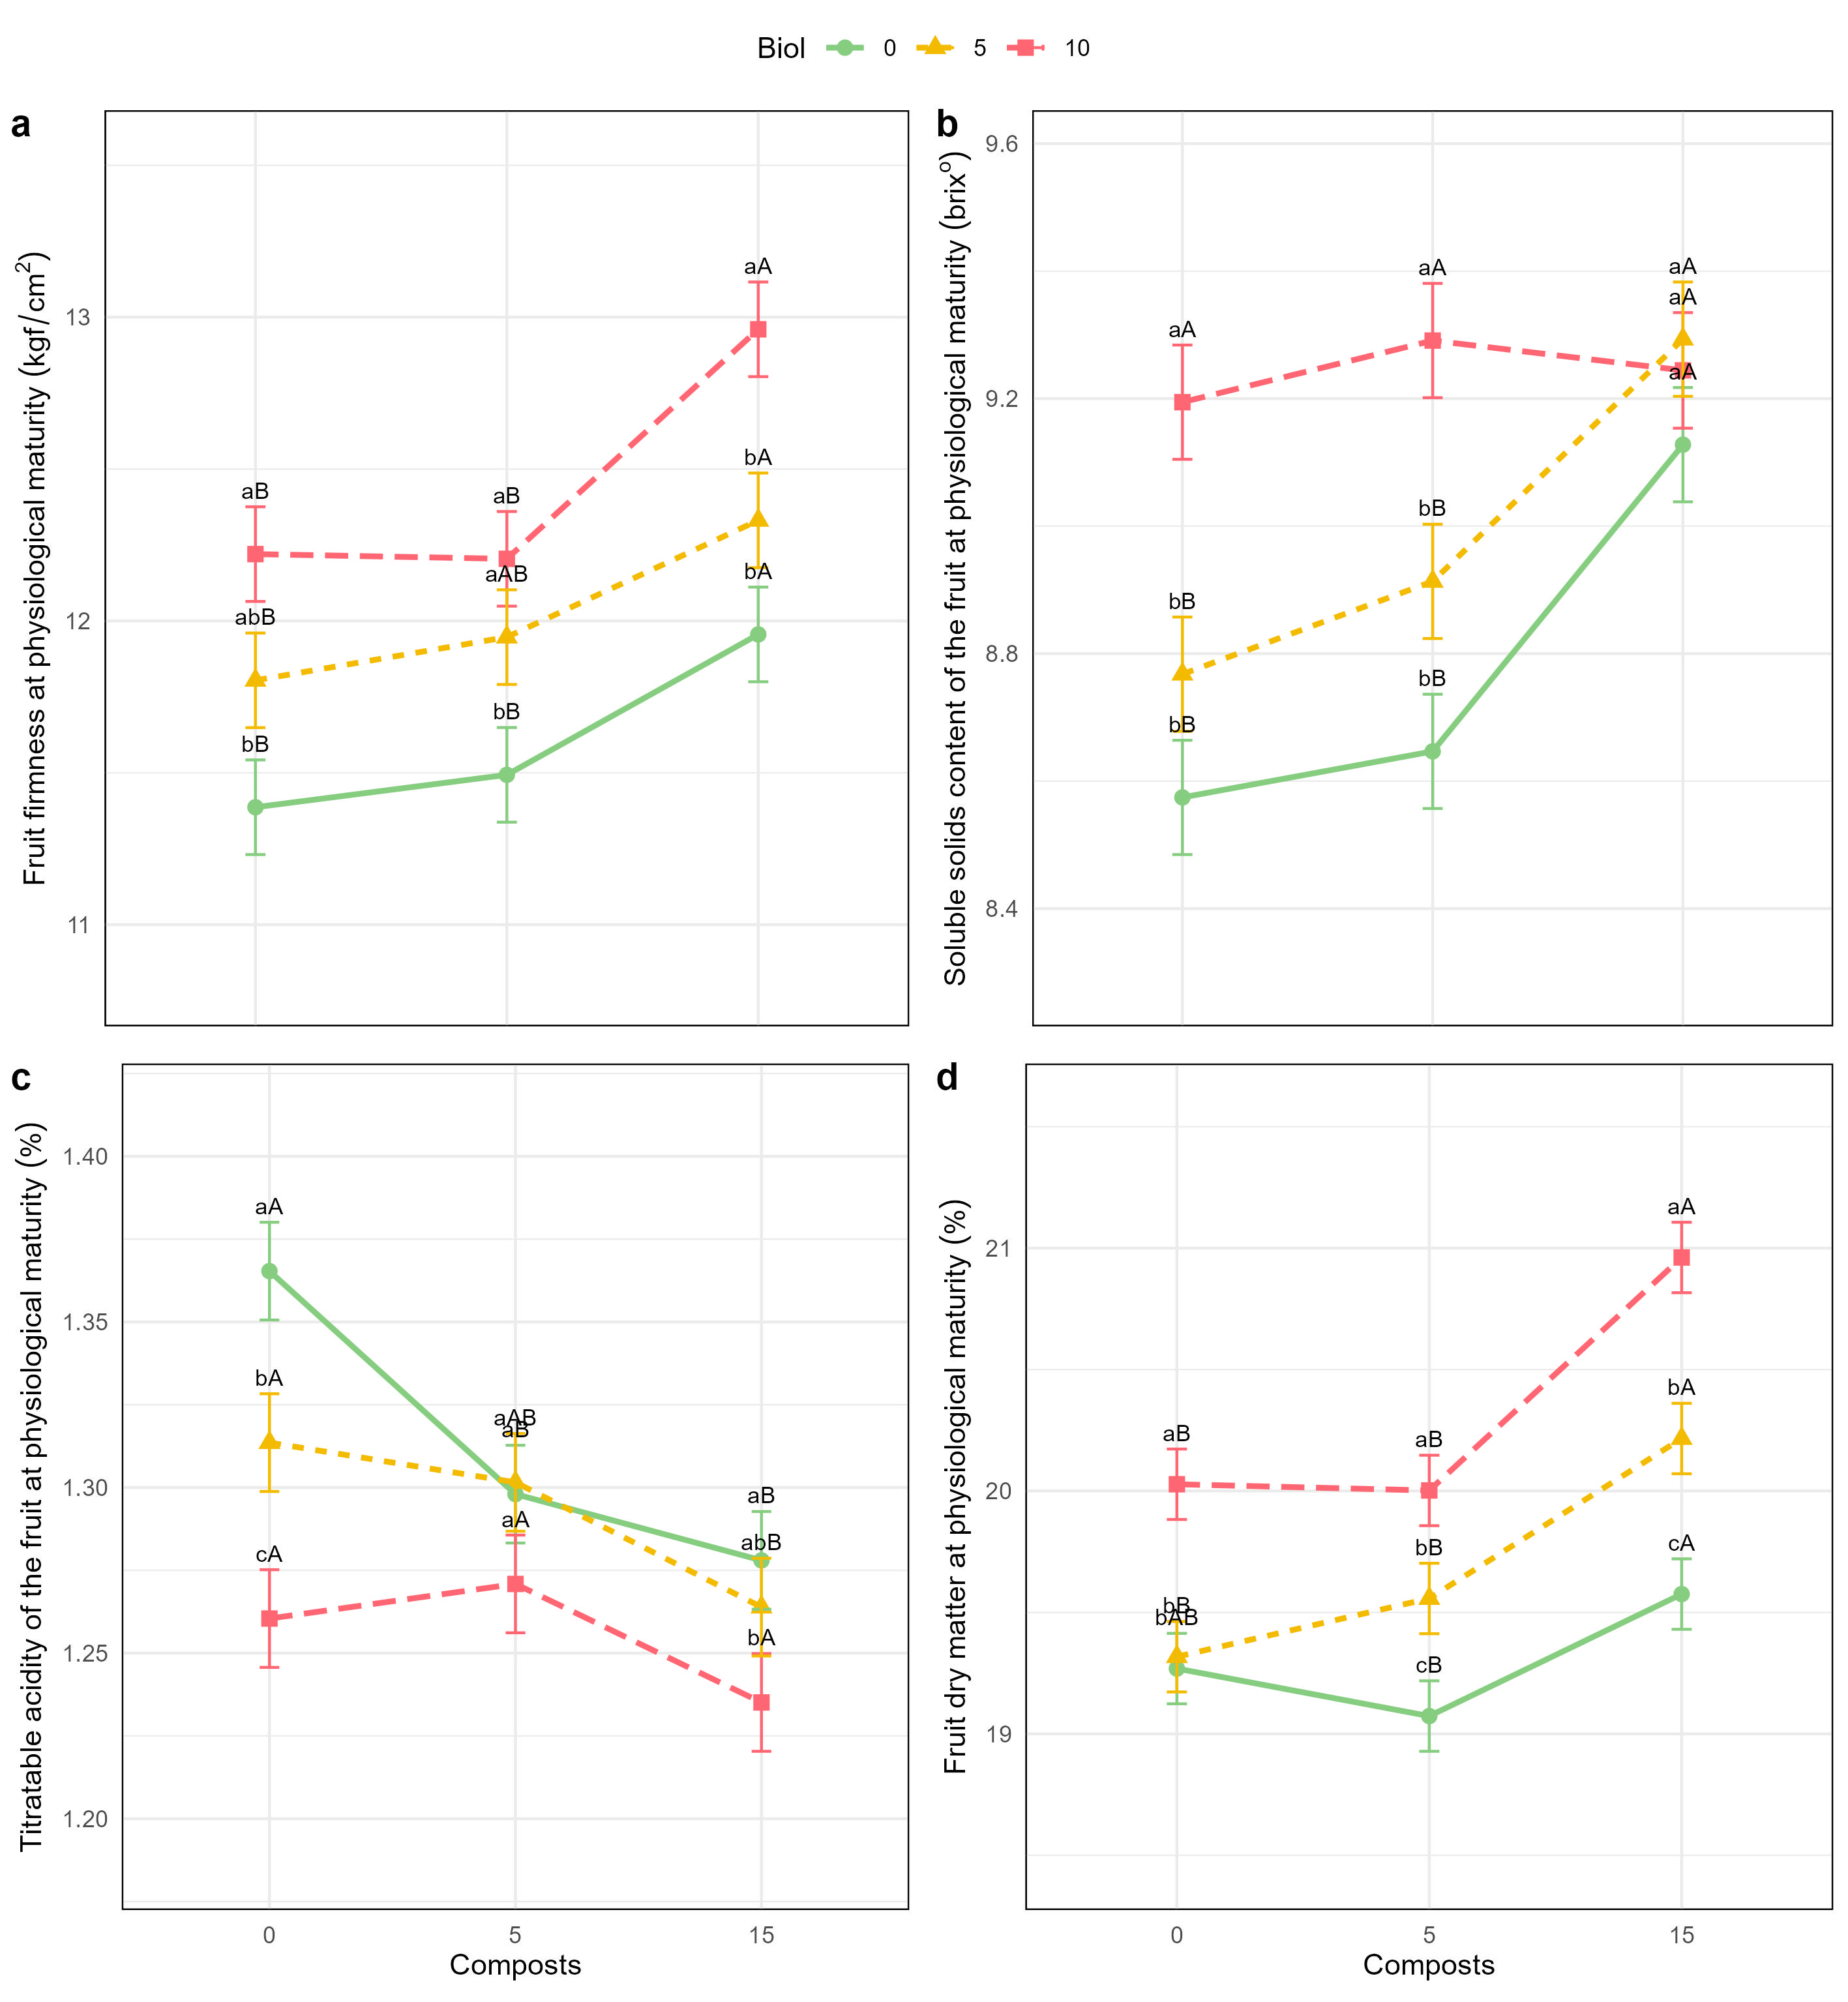 Biol 0 5 10
a
Fruit firmness at physiological maturity (kgf/cm²)
13
12
11
aB
abB
bB
aB
aAB
bB
aA
bA
bA
b
Soluble solids content of the fruit at physiological maturity (brixº)
9.6
9.2
8.8
8.4
aA
bB
bB
aA
bB
bB
aA
aA
aA
c
Titratable acidity of the fruit at physiological maturity (%)
1.40
1.35
1.30
1.25
1.20
aA
bA
cA
aAB
aB
aA
aB
abB
bA
0 5 15
Composts
d
Fruit dry matter at physiological maturity (%)
21
20
19
aB
bB
bAB
aB
bB
cB
aA
bA
cA
0 5 15
Composts